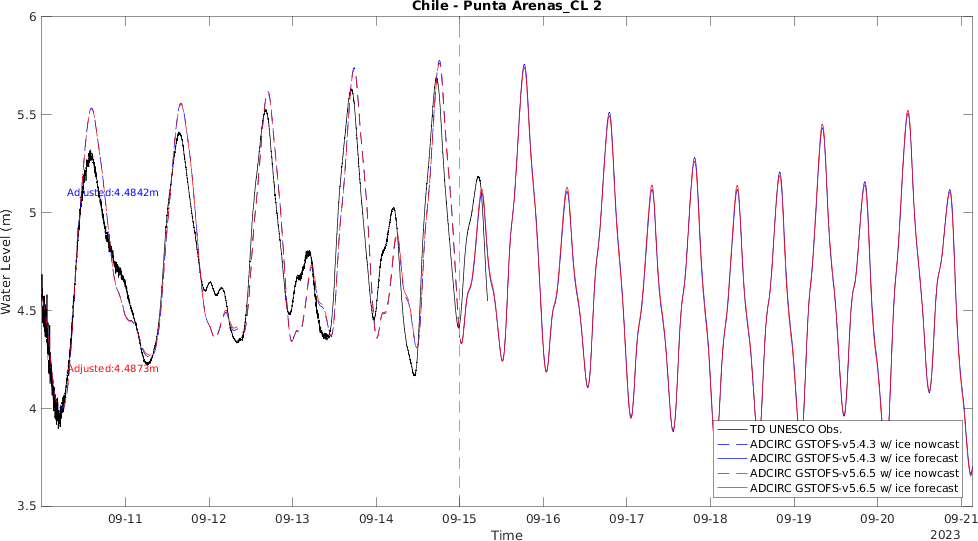 Chile - Punta Arenas_CL 2
Water Level (m)
6
5.5
5
4.5
4
3.5
Adjusted:4.4842m
Adjusted:4.4873m
TD UNESCO Obs.
ADCIRC GSTOFS-v5.4.3 w/ ice nowcast
ADCIRC GSTOFS-v5.4.3 w/ ice forecast
ADCIRC GSTOFS-v5.6.5 w/ ice nowcast
ADCIRC GSTOFS-v5.6.5 w/ ice forecast
09-11 09-12 09-13 09-14 09-15 09-16 09-17 09-18 09-19 09-20 09-21
Time
2023